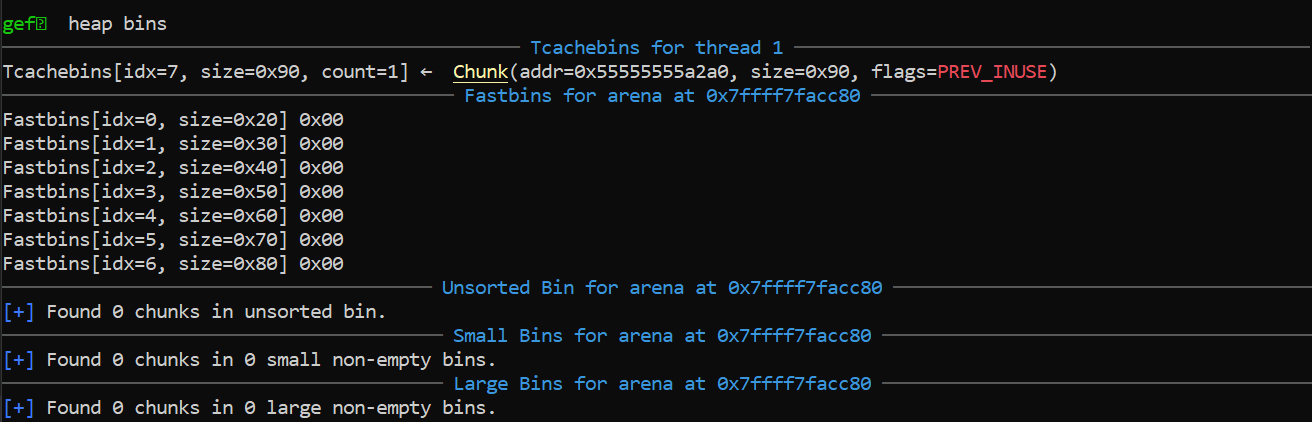 gef⯑  heap bins
Tcachebins for thread 1
Tcachebins[idx=7, size=0x90, count=1] ←  Chunk(addr=0x55555555a2a0, size=0x90, flags=PREV_INUSE)
Fastbins for arena at 0x7ffff7facc80
Fastbins[idx=0, size=0x20] 0x00
Fastbins[idx=1, size=0x30] 0x00
Fastbins[idx=2, size=0x40] 0x00
Fastbins[idx=3, size=0x50] 0x00
Fastbins[idx=4, size=0x60] 0x00
Fastbins[idx=5, size=0x70] 0x00
Fastbins[idx=6, size=0x80] 0x00
Unsorted Bin for arena at 0x7ffff7facc80
[+] Found 0 chunks in unsorted bin.
Small Bins for arena at 0x7ffff7facc80
[+] Found 0 chunks in 0 small non-empty bins.
Large Bins for arena at 0x7ffff7facc80
[+] Found 0 chunks in 0 large non-empty bins.